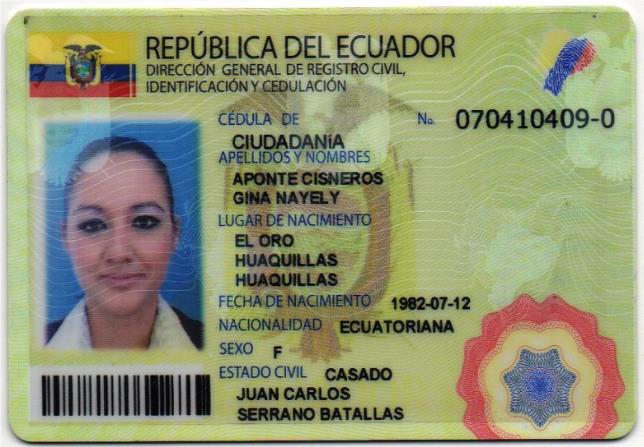 REPÚBLICA DEL ECUADOR
DIRECCIÓN GENERAL DE REGISTRO CIVIL,
IDENTIFICACIÓN Y CEDULACIÓN
CÉDULA DE No. 070410409-0
CIUDADANíA
APELLIDOS Y NOMBRES
APONTE CISNEROS
GINA NAYELY
LUGAR DE NACIMIENTO
EL ORO
HUAQUILLAS
HUAQUILLAS
FECHA DE NACIMIENTO 1982-07-12
NACIONALIDAD ECUATORIANA
SEXO F
ESTADO CIVIL CASADO
JUAN CARLOS
SERRANO BATALLAS